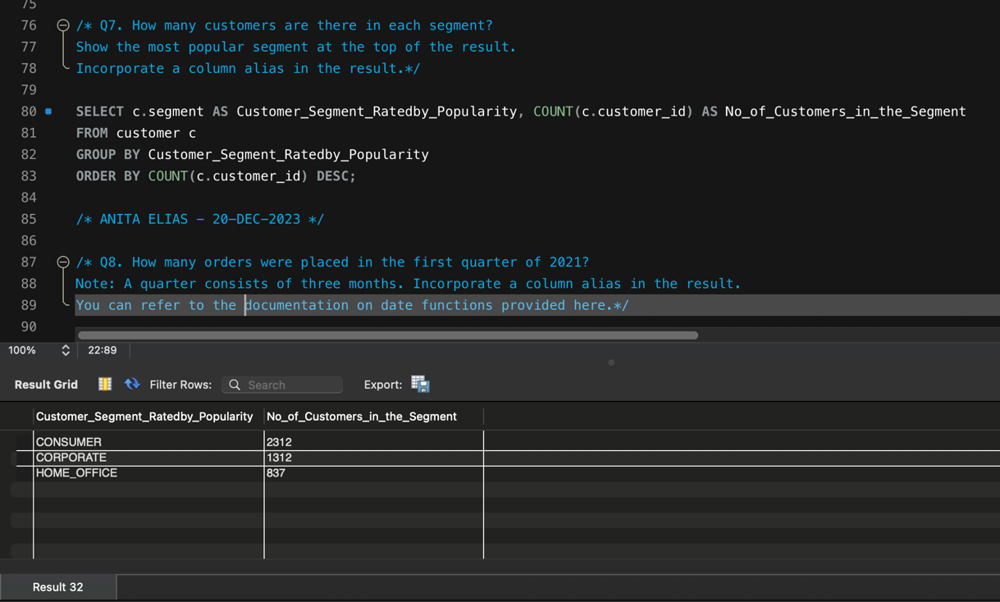 75
76 /* Q7. How many customers are there in each segment?
77 Show the most popular segment at the top of the result.
78 Incorporate a column alias in the result.*/
79
80 SELECT c.segment AS Customer_Segment_Ratedby_Popularity, COUNT(c.customer_id) AS No_of_Customers_in_the_Segment
81 FROM customer c
82 GROUP BY Customer_Segment_Ratedby_Popularity
83 ORDER BY COUNT(c.customer_id) DESC;
84
85 /* ANITA ELIAS - 20-DEC-2023 */
86
87 /* Q8. How many orders were placed in the first quarter of 2021?
88 Note: A quarter consists of three months. Incorporate a column alias in the result.
89 You can refer to the documentation on date functions provided here.*/
90
100% 22:89
Result Grid Filter Rows: Search Export:
Customer_Segment_Ratedby_Popularity No_of_Customers_in_the_Segment
CONSUMER 2312
CORPORATE 1312
HOME_OFFICE 837
Result 32